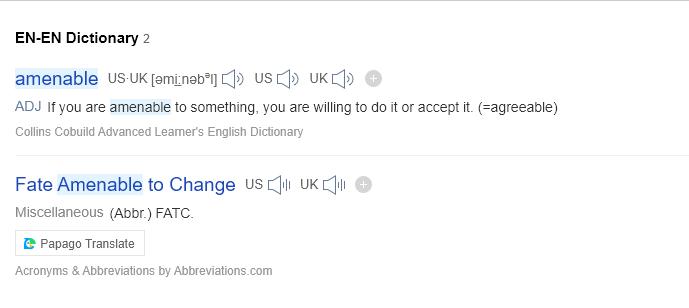 EN-EN Dictionary 2
amenable US·UK [əmi:nəbᵊl] US UK
ADJ If you are amenable to something, you are willing to do it or accept it. (=agreeable)
Collins Cobuild Advanced Learner's English Dictionary
Fate Amenable to Change US UK
Miscellaneous (Abbr.) FATC.
Papago Translate
Acronyms & Abbreviations by Abbreviations.com